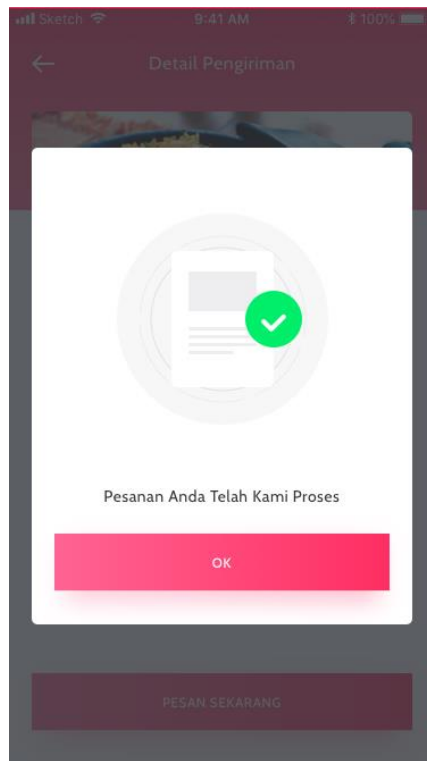 Sketch 9:41 AM 100%
Detail Pengiriman
Pesanan Anda Telah Kami Proses
OK
PESAN SEKARANG